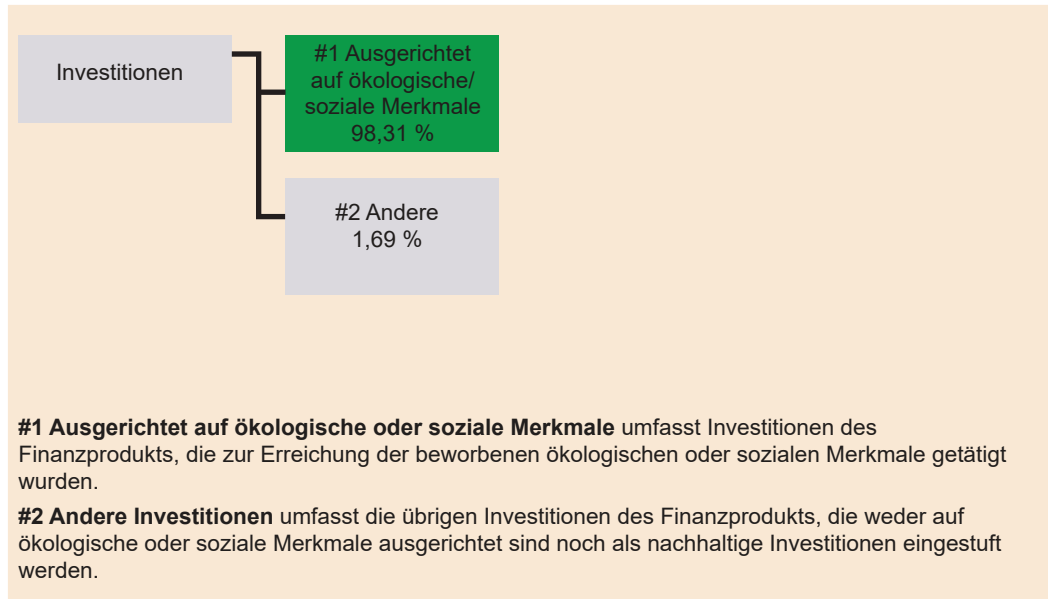 Investitionen
#1 Ausgerichtet
auf ökologische/
soziale Merkmale
98,31 %
#2 Andere
1,69 %
#1 Ausgerichtet auf ökologische oder soziale Merkmale umfasst Investitionen des
Finanzprodukts, die zur Erreichung der beworbenen ökologischen oder sozialen Merkmale getätigt
wurden.
#2 Andere Investitionen umfasst die übrigen Investitionen des Finanzprodukts, die weder auf
ökologische oder soziale Merkmale ausgerichtet sind noch als nachhaltige Investitionen eingestuft
werden.